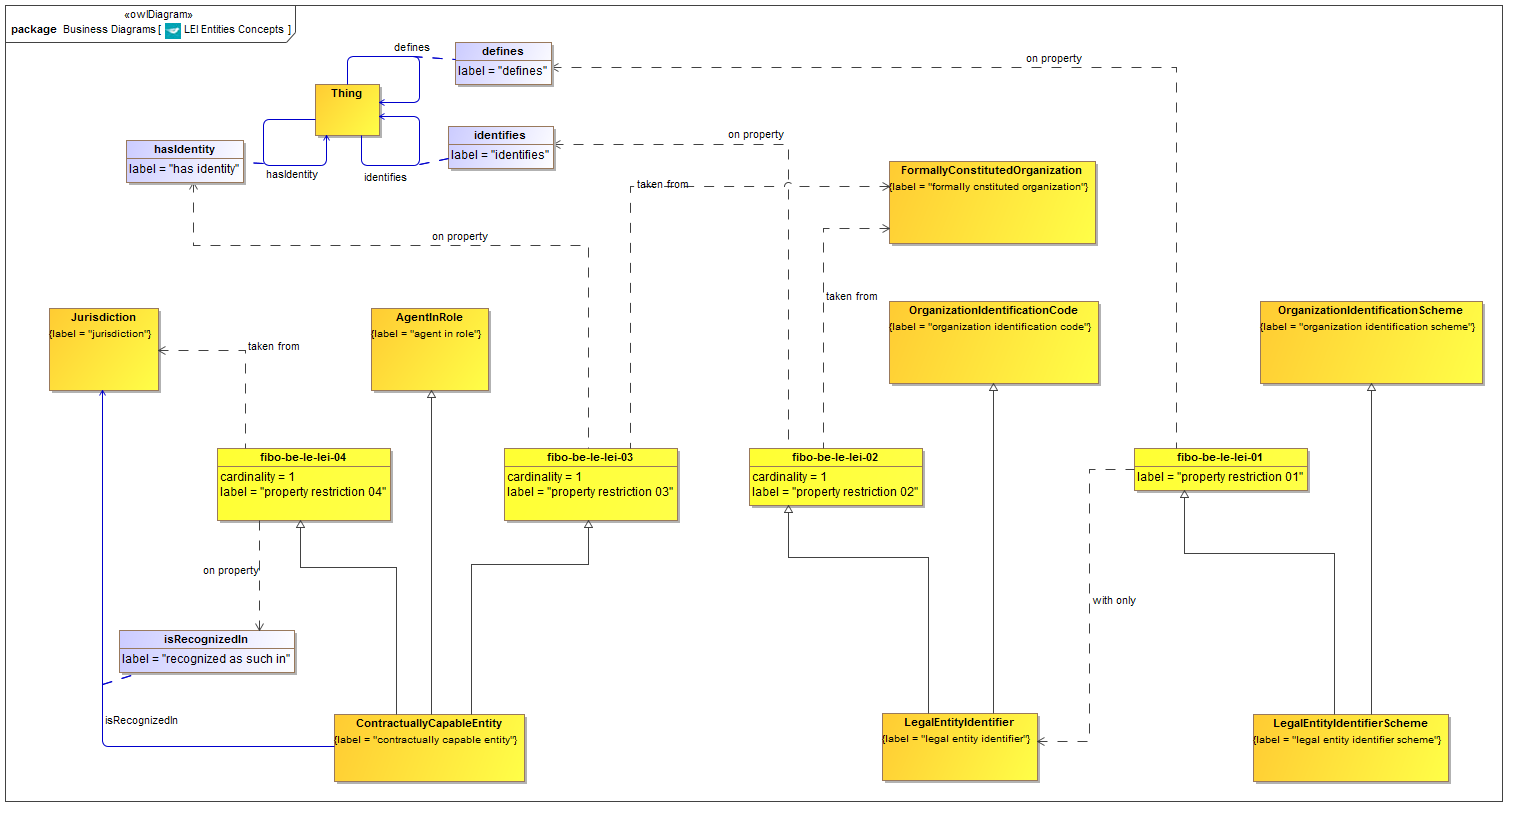 «owlDiagram»
package Business Diagrams [ LEI Entities Concepts ]
defines
defines
label = "defines"
on property
Thing
identifies
label = "identifies"
on property
hasIdentity
label = "has identity"
hasIdentity
identifies
FormallyConstitutedOrganization
{label = "formally cnstituted organization"}
taken from
on property
taken from
Jurisdiction
{label = "jurisdiction"}
AgentInRole
{label = "agent in role"}
OrganizationIdentificationCode
{label = "organization identification code"}
OrganizationIdentificationScheme
{label = "organization identification scheme"}
taken from
fibo-be-le-lei-04
cardinality = 1
label = "property restriction 04"
fibo-be-le-lei-03
cardinality = 1
label = "property restriction 03"
fibo-be-le-lei-02
cardinality = 1
label = "property restriction 02"
fibo-be-le-lei-01
label = "property restriction 01"
on property
with only
isRecognizedIn
label = "recognized as such in"
isRecognizedIn
ContractuallyCapableEntity
{label = "contractually capable entity"}
LegalEntityIdentifier
{label = "legal entity identifier"}
LegalEntityIdentifierScheme
{label = "legal entity identifier scheme"}